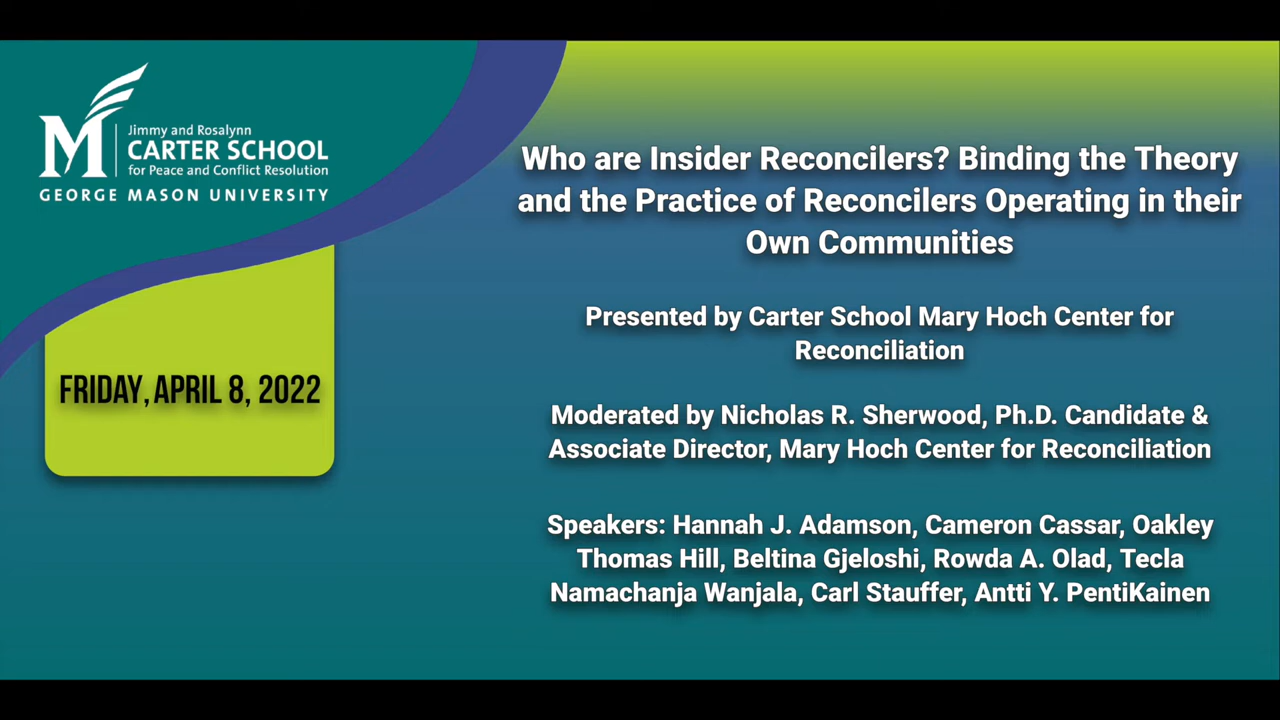 M
Jimmy and Rosalynn
CARTER SCHOOL
for Peace and Conflict Resolution
GEORGE MASON UNIVERSITY
FRIDAY, APRIL 8, 2022
Who are Insider Reconcilers? Binding the Theory
and the Practice of Reconcilers Operating in their
Own Communities
Presented by Carter School Mary Hoch Center for
Reconciliation
Moderated by Nicholas R. Sherwood, Ph.D. Candidate &
Associate Director, Mary Hoch Center for Reconciliation
Speakers: Hannah J. Adamson, Cameron Cassar, Oakley
Thomas Hill, Beltina Gjeloshi, Rowda A. Olad, Tecla
Namachanja Wanjala, Carl Stauffer, Antti Y. PentiKainen